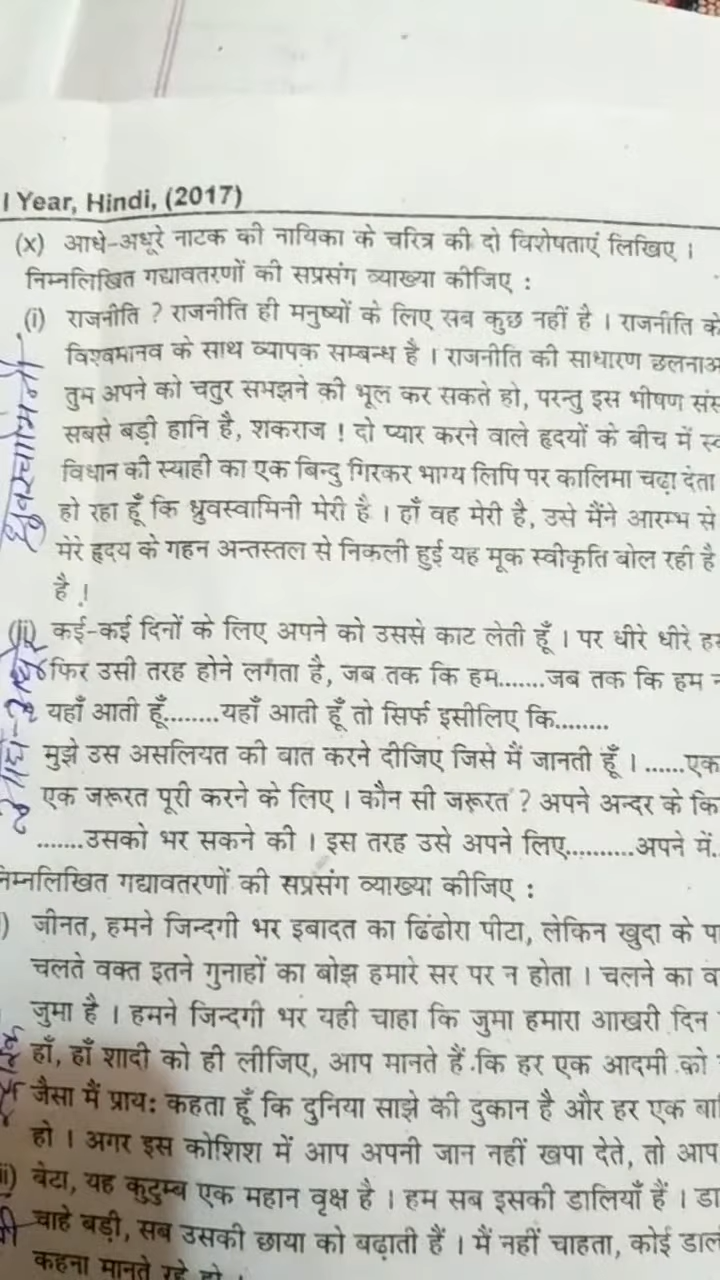 I Year, Hindi, (2017)
(x) आधे-अधूरे नाटक की नायिका के चरित्र की दो विशेषताएं लिखिए ।
निम्नलिखित गद्यावतरणों की सप्रसंग व्याख्या कीजिए :
(i) राजनीति ? राजनीति ही मनुष्यों के लिए सब कुछ नहीं है । राजनीति के
विश्वमानव के साथ व्यापक सम्बन्ध है । राजनीति की साधारण
तुम अपने को चतुर समझने की भूल कर सकते हो, परन्तु इस भीषण
सबसे बड़ी हानि है, शकराज ! दो प्यार करने वाले हृदयों के बीच में
विधान की स्याही का एक बिन्दु गिरकर भाग्य लिपि पर कालिमा चढ़ा देता
हो रहा हूँ कि ध्रुवस्वामिनी मेरी है । हाँ वह मेरी है, उसे मैंने आरम्भ से
मेरे हृदय के गहन अन्तस्तल से निकली हुई यह मूक स्वीकृति बोल रही है
है !
ध्रुवस्वामिनी
(ii) कई-कई दिनों के लिए अपने को उससे काट लेती हूँ । पर धीरे धीरे
फिर उसी तरह होने लगता है, जब तक कि हम.......जब तक कि हम
यहाँ आती हूँ........यहाँ आती हूँ तो सिर्फ इसीलिए कि........
मुझे उस असलियत की बात करने दीजिए जिसे मैं जानती हूँ । ......एक
एक जरूरत पूरी करने के लिए । कौन सी जरूरत ? अपने अन्दर के
.......उसको भर सकने की । इस तरह उसे अपने लिए..........अपने में..
आधे-अधूरे
निम्नलिखित गद्यावतरणों की सप्रसंग व्याख्या कीजिए :
) जीनत, हमने जिन्दगी भर इबादत का ढिंढोरा पीटा, लेकिन खुदा के
चलते वक्त इतने गुनाहों का बोझ हमारे सर पर न होता । चलने का
जुमा है । हमने जिन्दगी भर यही चाहा कि जुमा हमारा आखरी दिन
हाँ, हाँ शादी को ही लीजिए, आप मानते हैं कि हर एक आदमी को
जैसा मैं प्राय: कहता हूँ कि दुनिया साझे की दुकान है और हर एक
हो । अगर इस कोशिश में आप अपनी जान नहीं खपा देते, तो आप
ii) बेटा, यह कुटुम्ब एक महान वृक्ष है । हम सब इसकी डालियाँ हैं ।
चाहे बड़ी, सब उसकी छाया को बढ़ाती हैं । मैं नहीं चाहता, कोई
कहना मानते रहे हो ।